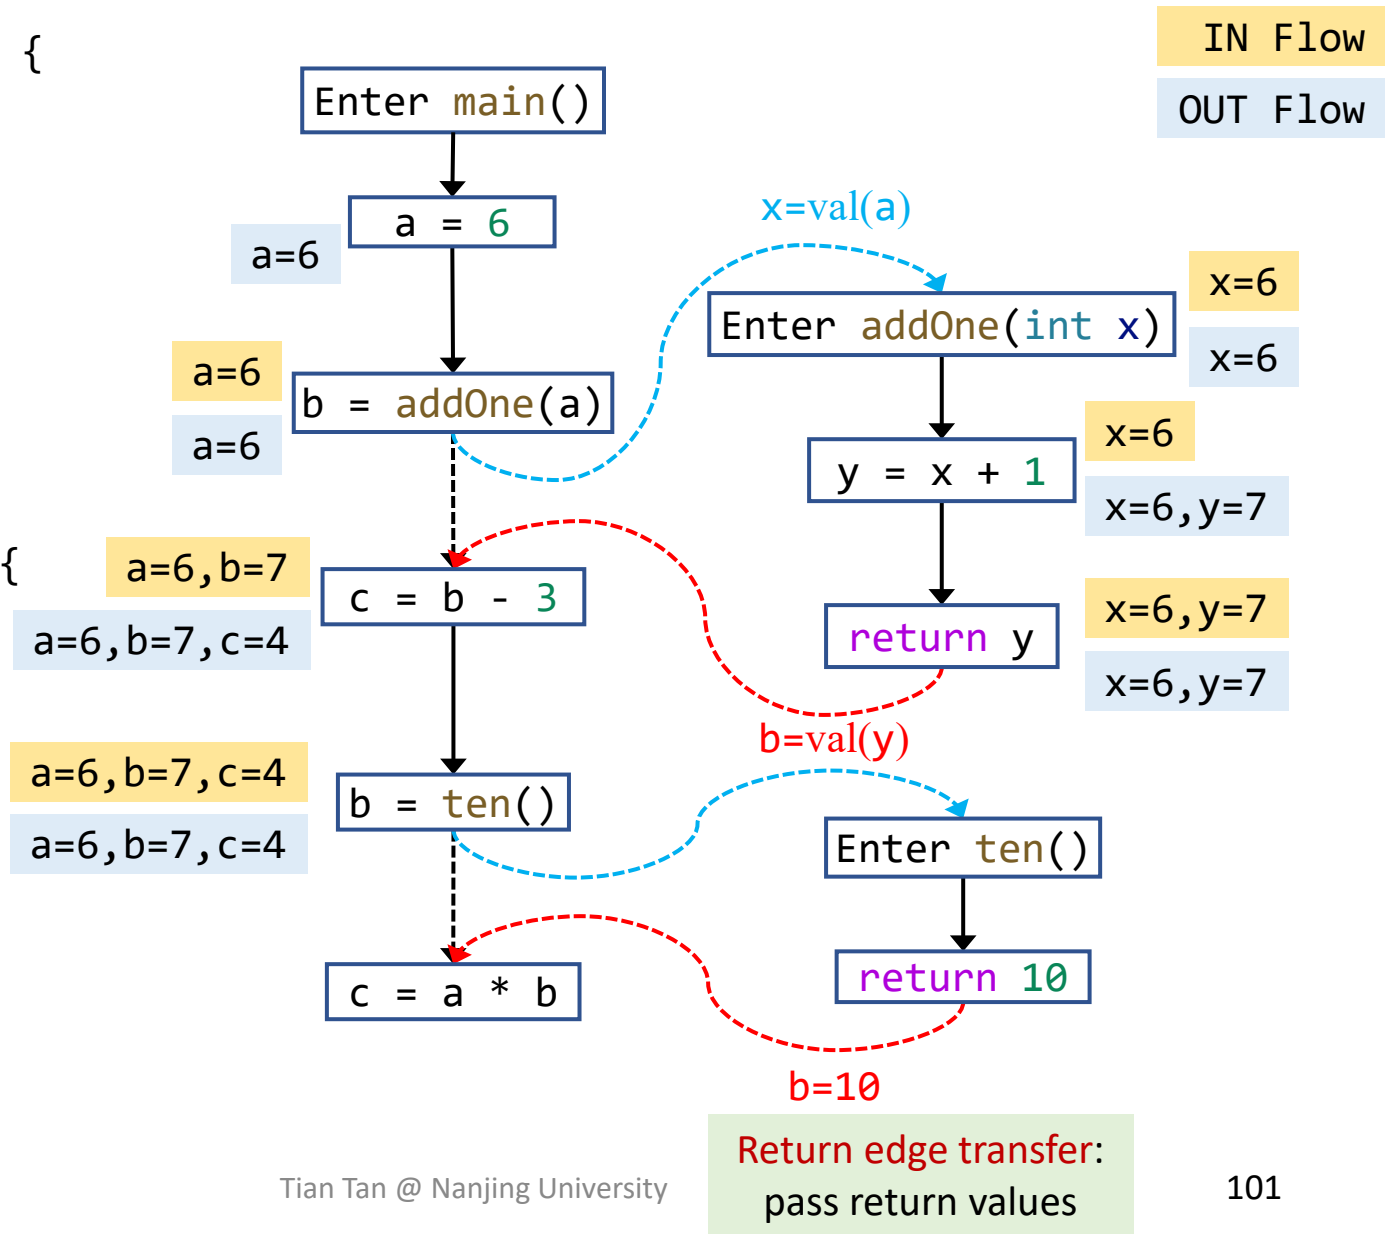 {
IN Flow
OUT Flow
Enter main()
a = 6
a=6
x=val(a)
Enter addOne(int x)
x=6
x=6
a=6
b = addOne(a)
a=6
y = x + 1
x=6
x=6,y=7
{
a=6,b=7
c = b - 3
a=6,b=7,c=4
return y
x=6,y=7
x=6,y=7
b=val(y)
a=6,b=7,c=4
b = ten()
a=6,b=7,c=4
Enter ten()
return 10
c = a * b
b=10
Return edge transfer:
pass return values
Tian Tan @ Nanjing University
101